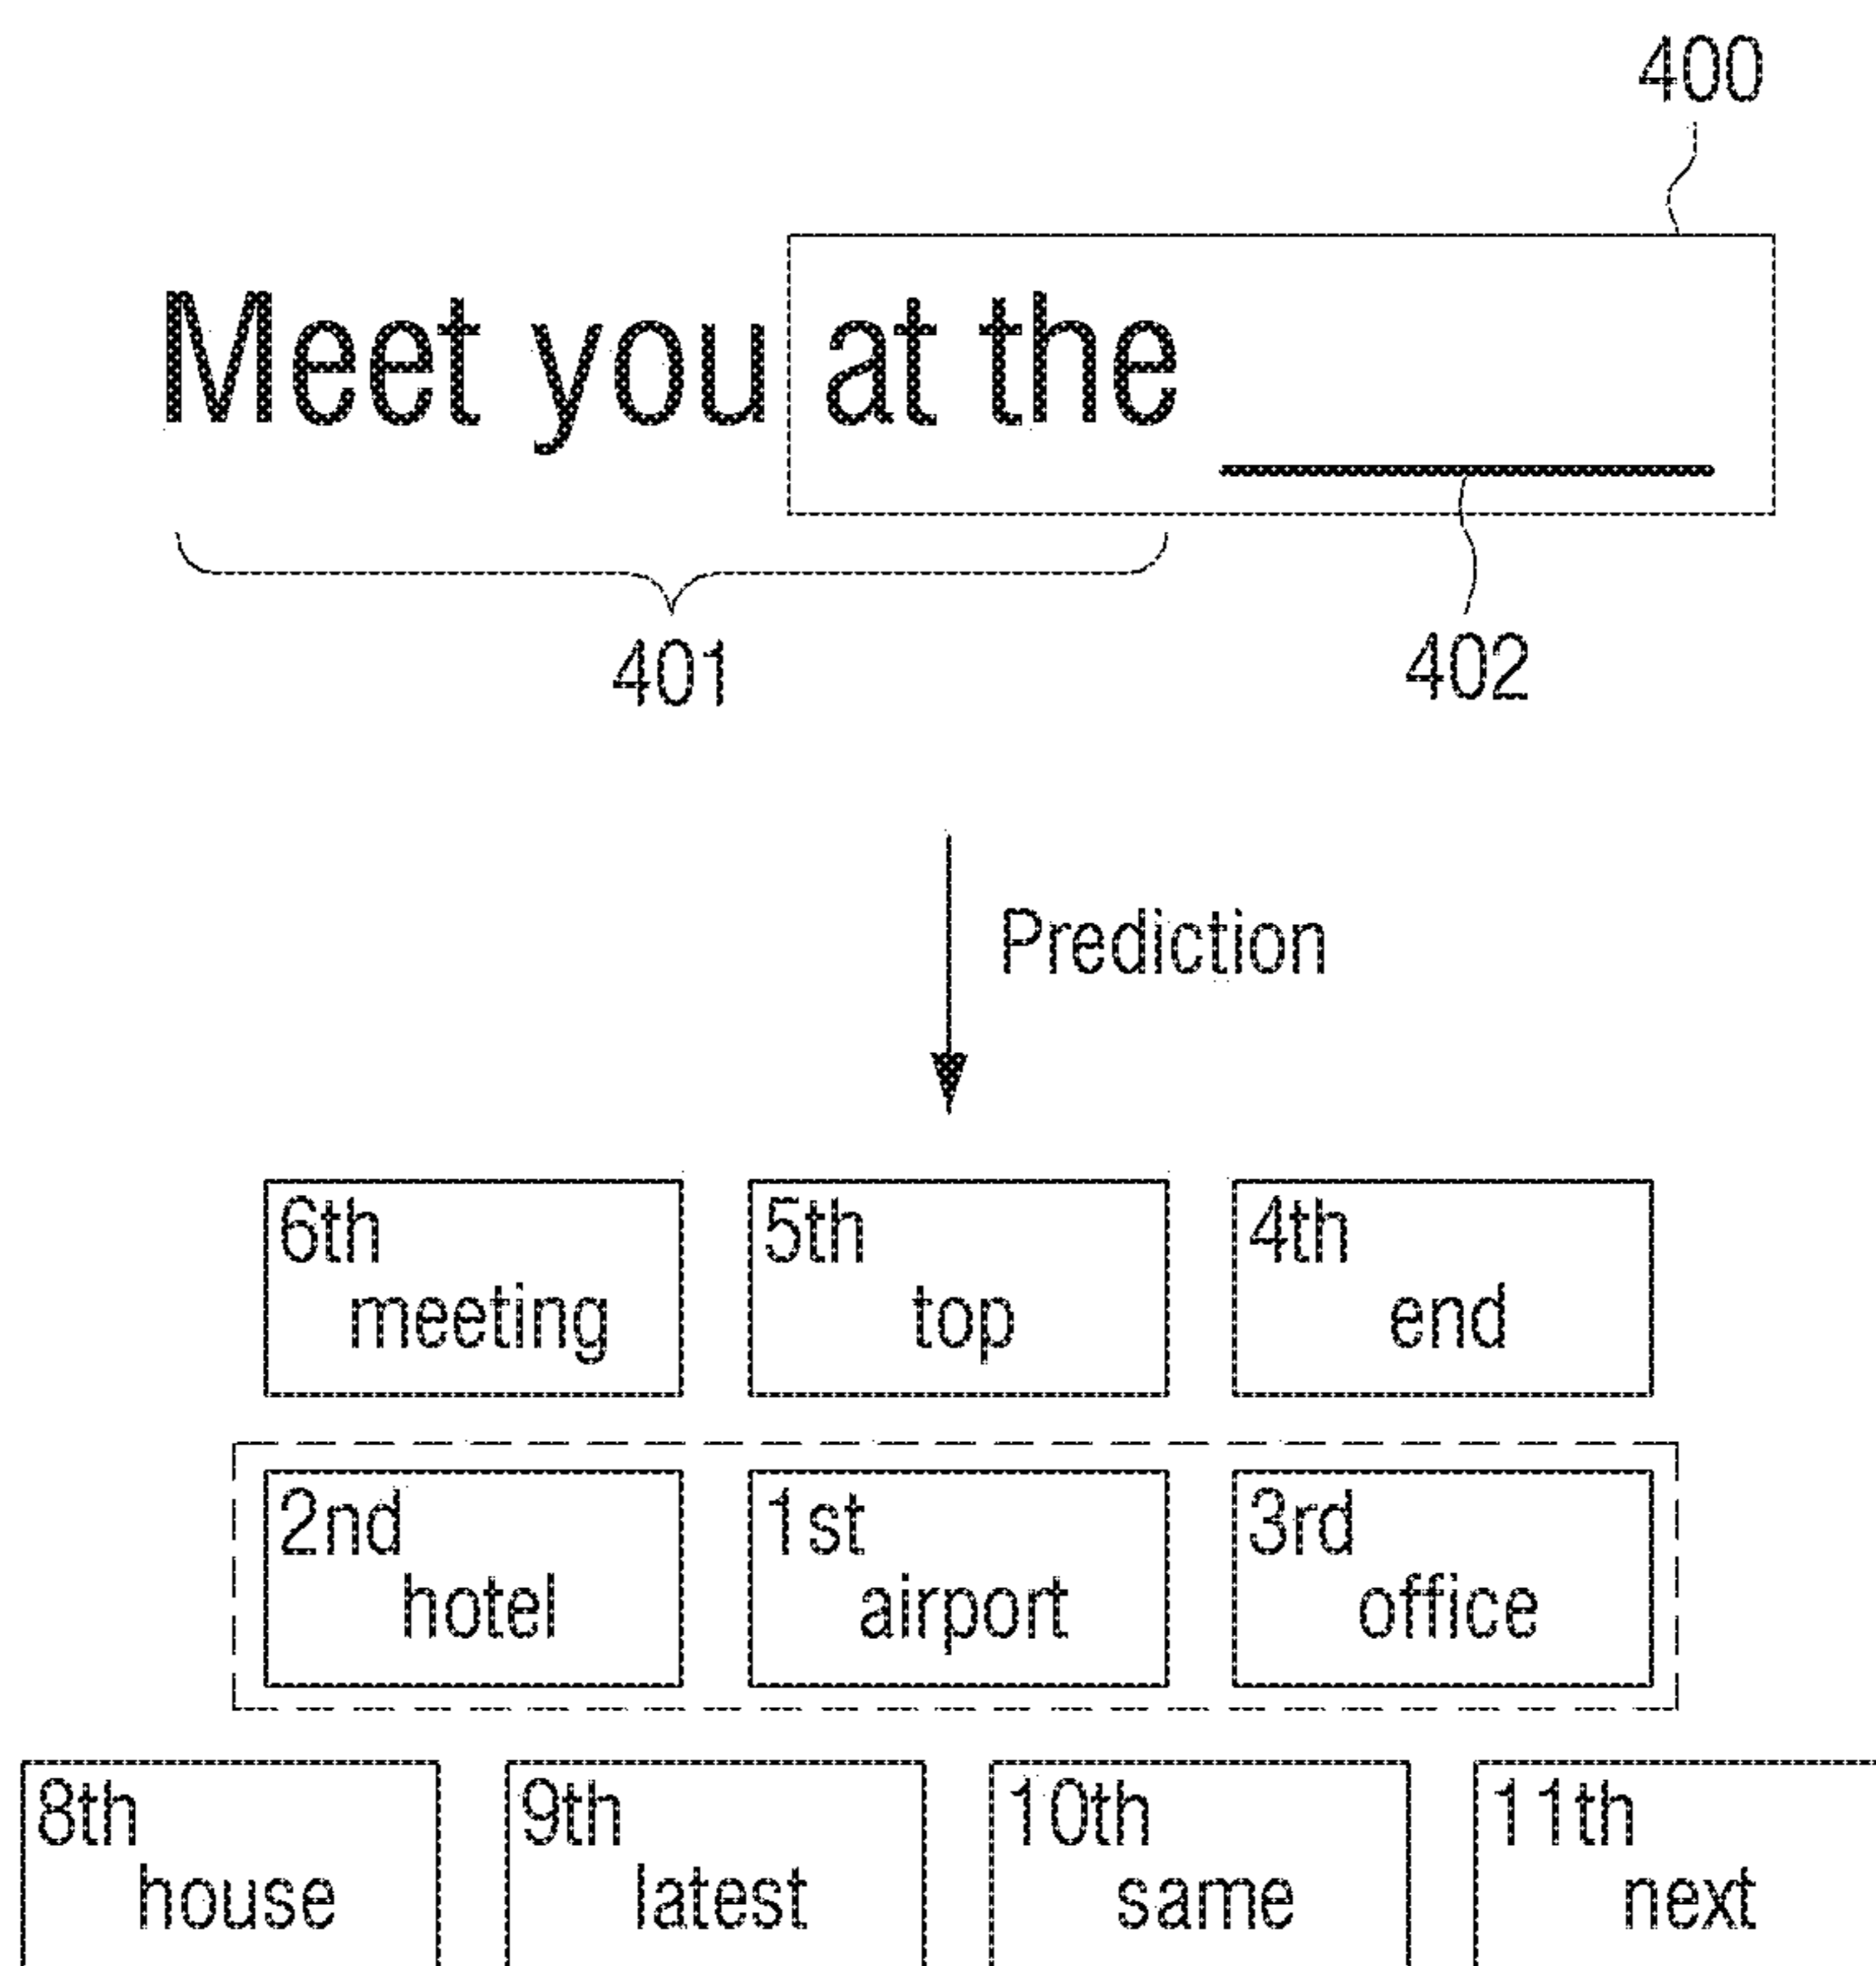 400
Meet you at the
401
402
Prediction
6th
meeting
5th
top
4th
end
2nd
hotel
1st
airport
3rd
office
8th
house
9th
latest
10th
same
11th
next